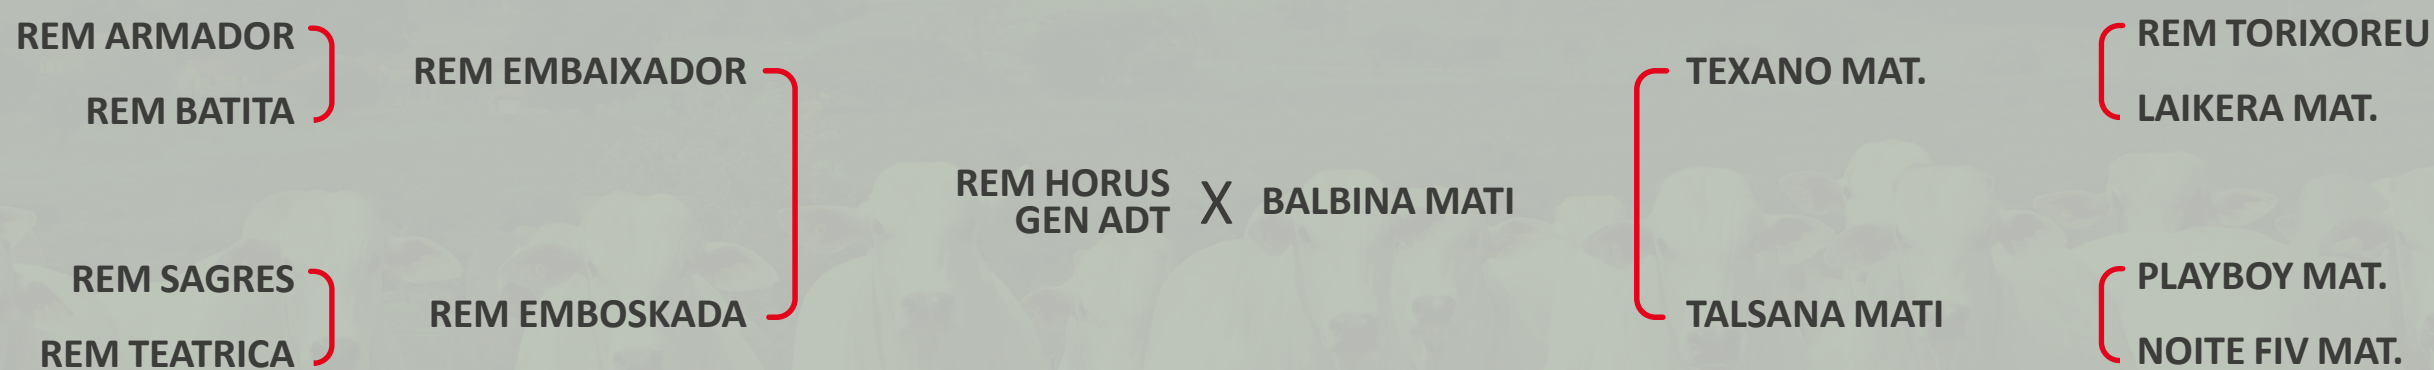 REM ARMADOR
REM BATITA
REM EMBAIXADOR
REM SAGRES
REM TEATRICA
REM EMBOSKADA
REM HORUS
GEN ADT
X
BALBINA MATI
TEXANO MAT.
TALSANA MATI
REM TORIXOREU
LAIKERA MAT.
PLAYBOY MAT.
NOITE FIV MAT.